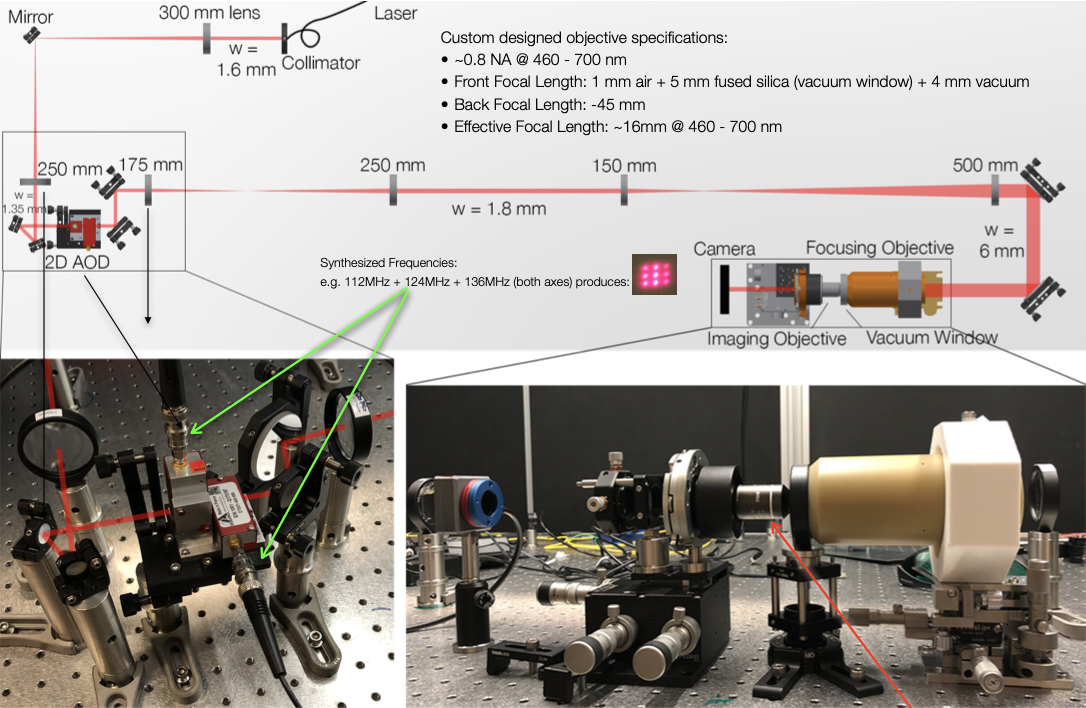 Mirror
300 mm lens
Laser
w =
1.6 mm
Collimator
Custom designed objective specifications:
• ~0.8 NA @ 460 - 700 nm
• Front Focal Length: 1 mm air + 5 mm fused silica (vacuum window) + 4 mm vacuum
• Back Focal Length: -45 mm
• Effective Focal Length: ~16mm @ 460 - 700 nm
250 mm
175 mm
w =
1.35 mm
2D AOD
250 mm
w = 1.8 mm
150 mm
500 mm
w =
6 mm
Synthesized Frequencies:
e.g. 112MHz + 124MHz + 136MHz (both axes) produces:
Camera
Focusing Objective
Imaging Objective
Vacuum Window